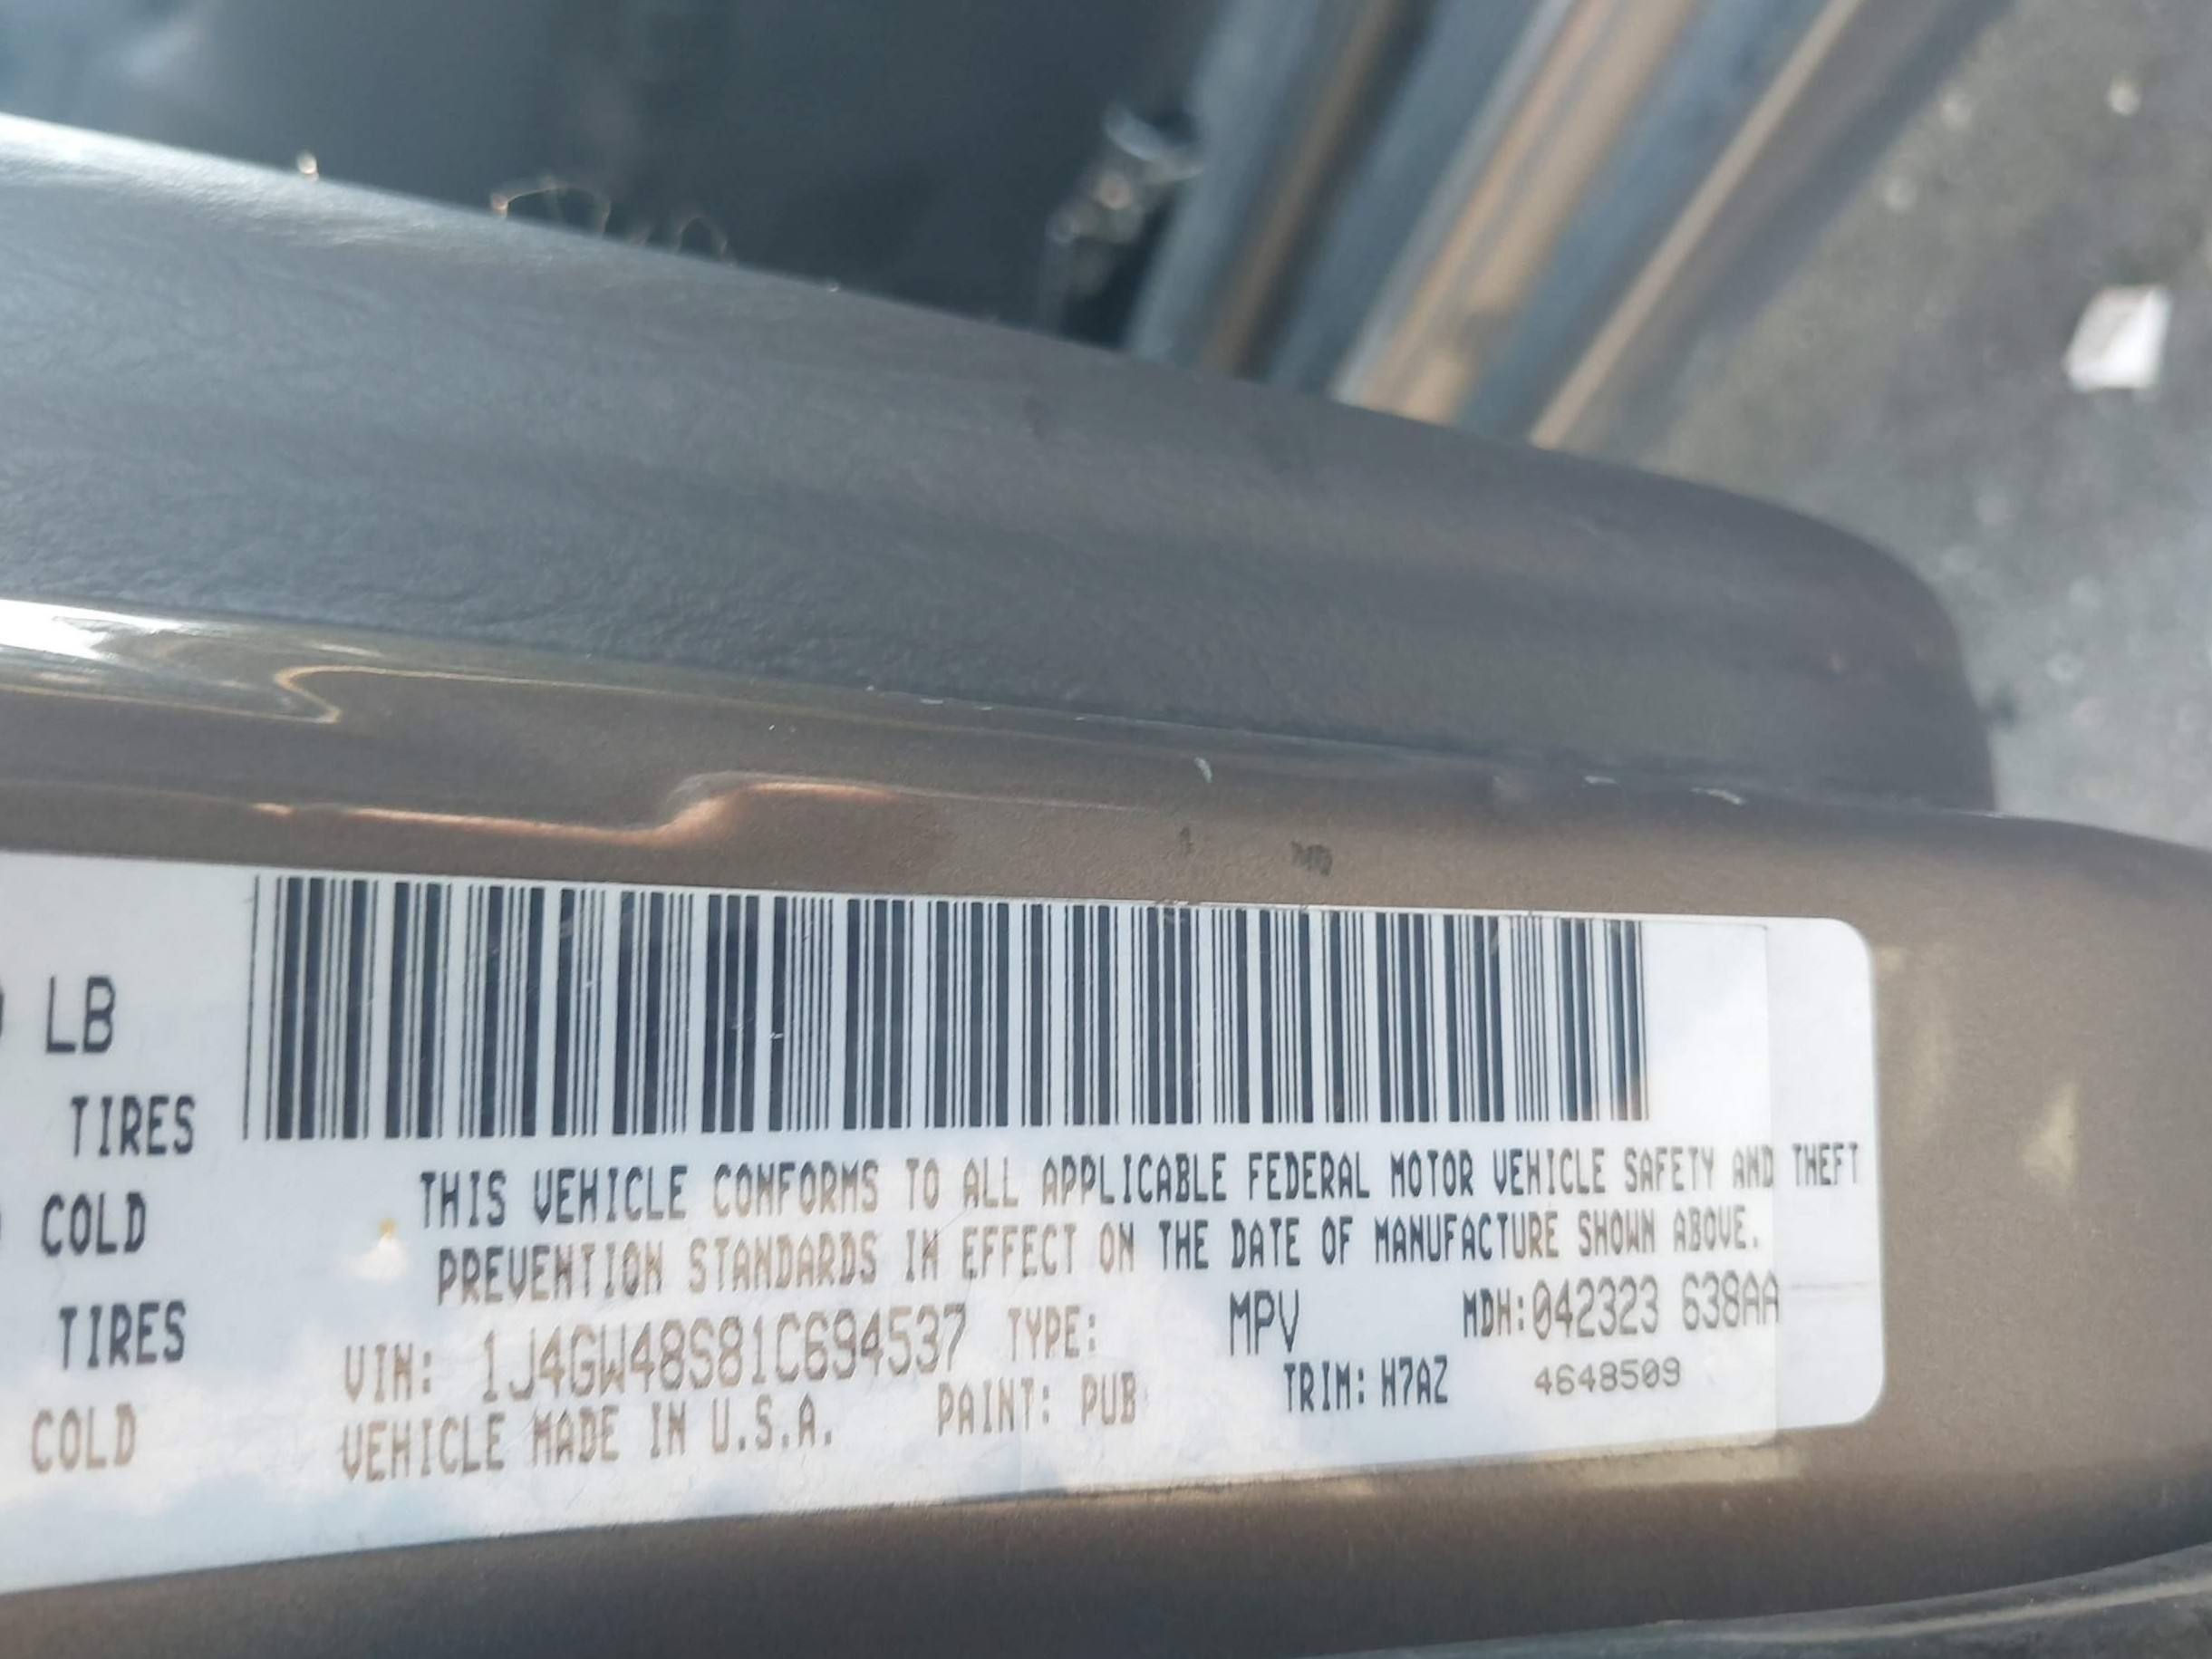 LB
TIRES
COLD
TIRES
COLD
THIS VEHICLE CONFORMS TO ALL APPLICABLE FEDERAL MOTOR VEHICLE SAFETY AND THEFT
PREVENTION STANDARDS IN EFFECT ON THE DATE OF MANUFACTURE SHOWN ABOVE.
VIN: 1J4GW48S81C694537 TYPE: MPV MDH:042323 638AA
VEHICLE MADE IN U.S.A. PAINT: PUB TRIM: H7AZ 4648509